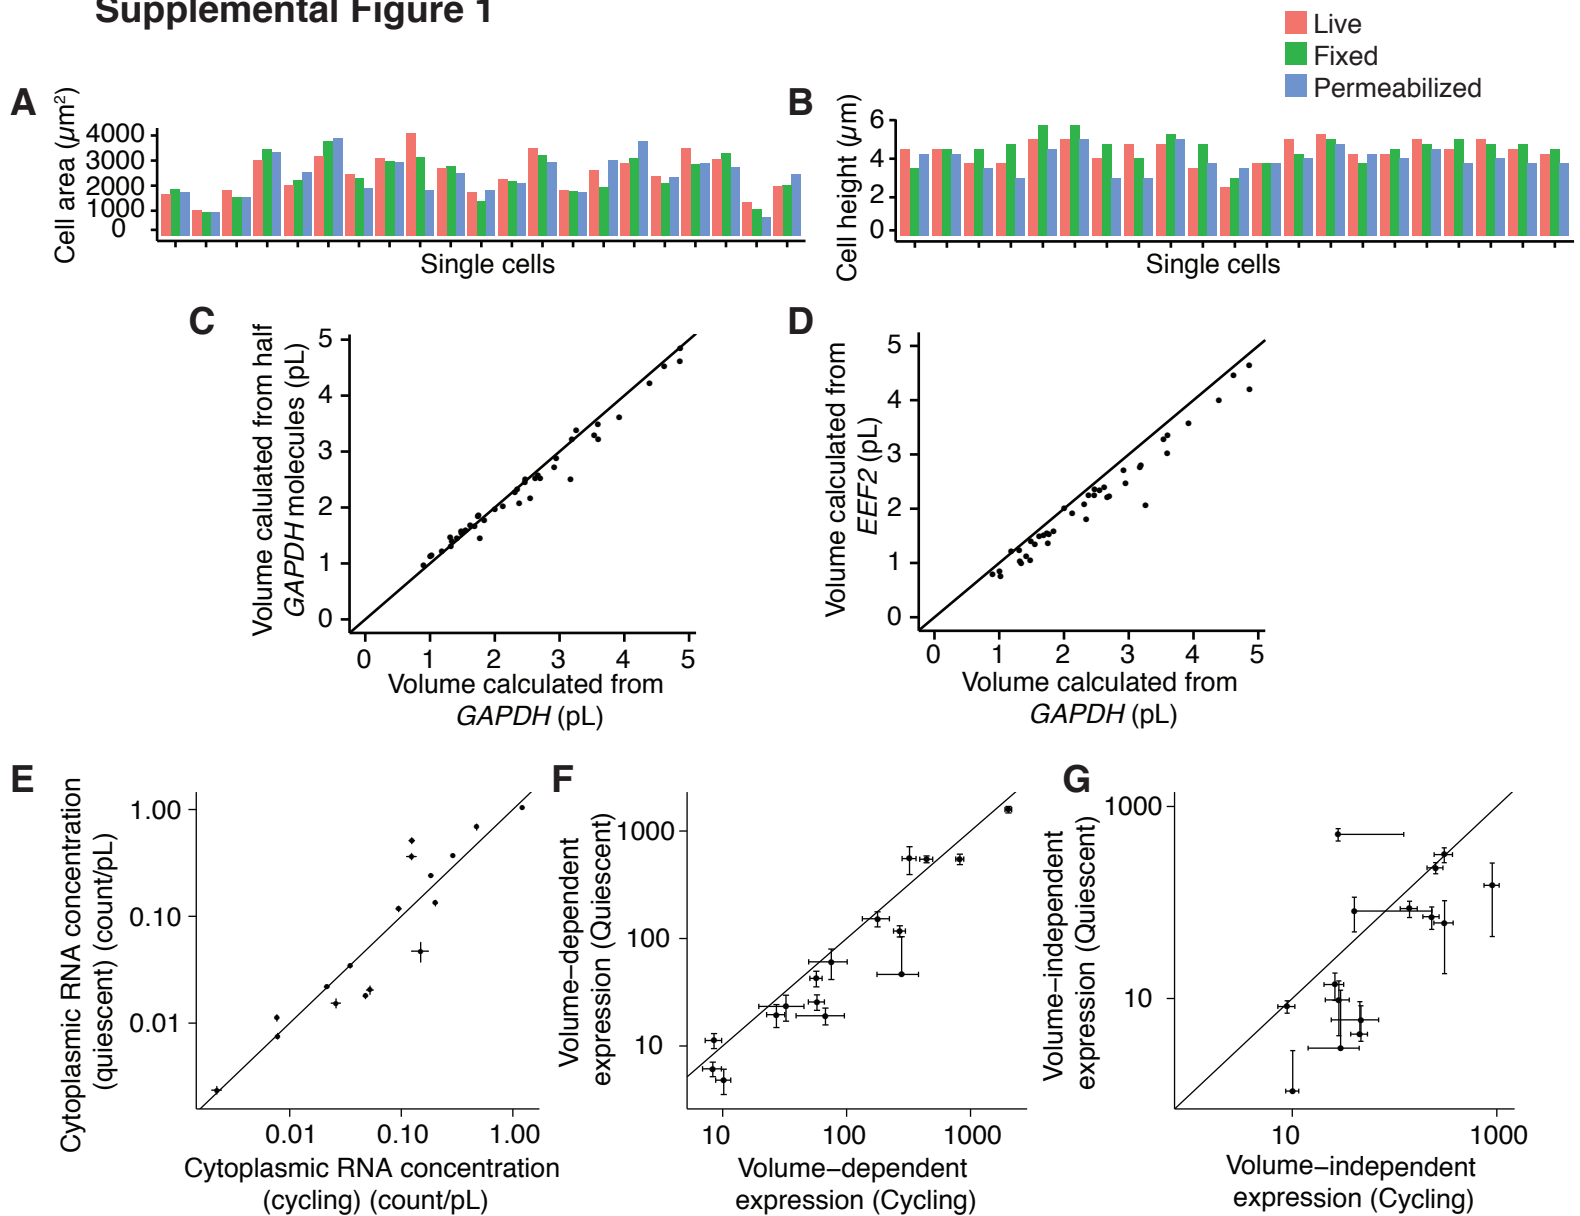 Supplemental Figure 1
Live
Fixed
Permeabilized
A
Cell area (μm²)
4000
3000
2000
1000
0
Single cells
B
Cell height (μm)
6
4
2
0
Single cells
C
Volume calulated from half
GAPDH molecules (pL)
5
4
3
2
1
0
0 1 2 3 4 5
Volume calculated from
GAPDH (pL)
D
Volume calculated from
EEF2 (pL)
5
4
3
2
1
0
0 1 2 3 4 5
Volume calculated from
GAPDH (pL)
E
Cytoplasmic RNA concentration
(quiescent) (count/pL)
1.00
0.10
0.01
0.01 0.10 1.00
Cytoplasmic RNA concentration
(cycling) (count/pL)
F
Volume−dependent
expression (Quiescent)
1000
100
10
10 100 1000
Volume−dependent
expression (Cycling)
G
Volume−independent
expression (Quiescent)
1000
10
10 1000
Volume−independent
expression (Cycling)